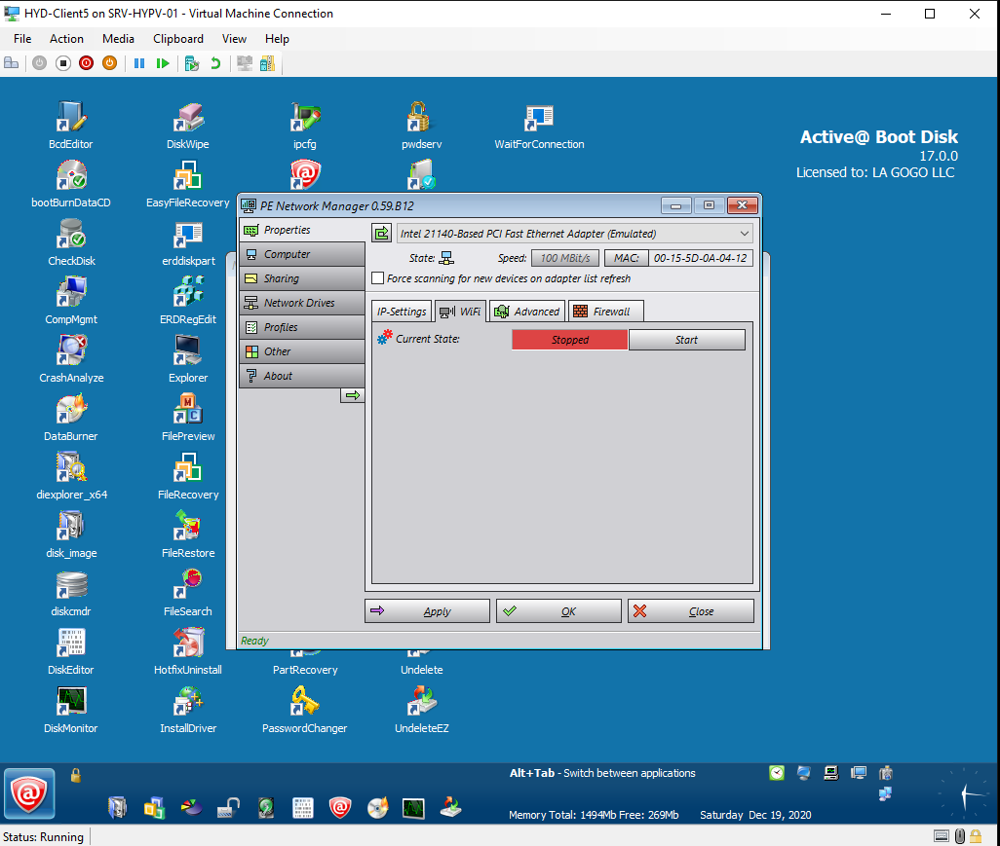 HYD-Client5 on SRV-HYPV-01 - Virtual Machine Connection
File Action Media Clipboard View Help
BcdEditor DiskWipe ipcfg pwdserv WaitForConnection
Active@ Boot Disk
17.0.0
Licensed to: LA GOGO LLC
bootBurnDataCD EasyFileRecovery
PE Network Manager 0.59.B12
Properties
Computer
Sharing
Network Drives
Profiles
Other
About
Intel 21140-Based PCI Fast Ethernet Adapter (Emulated)
State: Speed: 100 MBit/s MAC: 00-15-5D-0A-04-12
Force scanning for new devices on adapter list refresh
IP-Settings WiFi Advanced Firewall
Current State: Stopped Start
Apply OK Close
Ready
CheckDisk erddiskpart
CompMgmt ERDRegEdit
CrashAnalyze Explorer
DataBurner FilePreview
diexplorer_x64 FileRecovery
disk_image FileRestore
diskcmdr FileSearch
DiskEditor HotfixUninstall PartRecovery Undelete
DiskMonitor InstallDriver PasswordChanger UndeleteEZ
Alt+Tab - Switch between applications
Memory Total: 1494Mb Free: 269Mb Saturday Dec 19, 2020
Status: Running